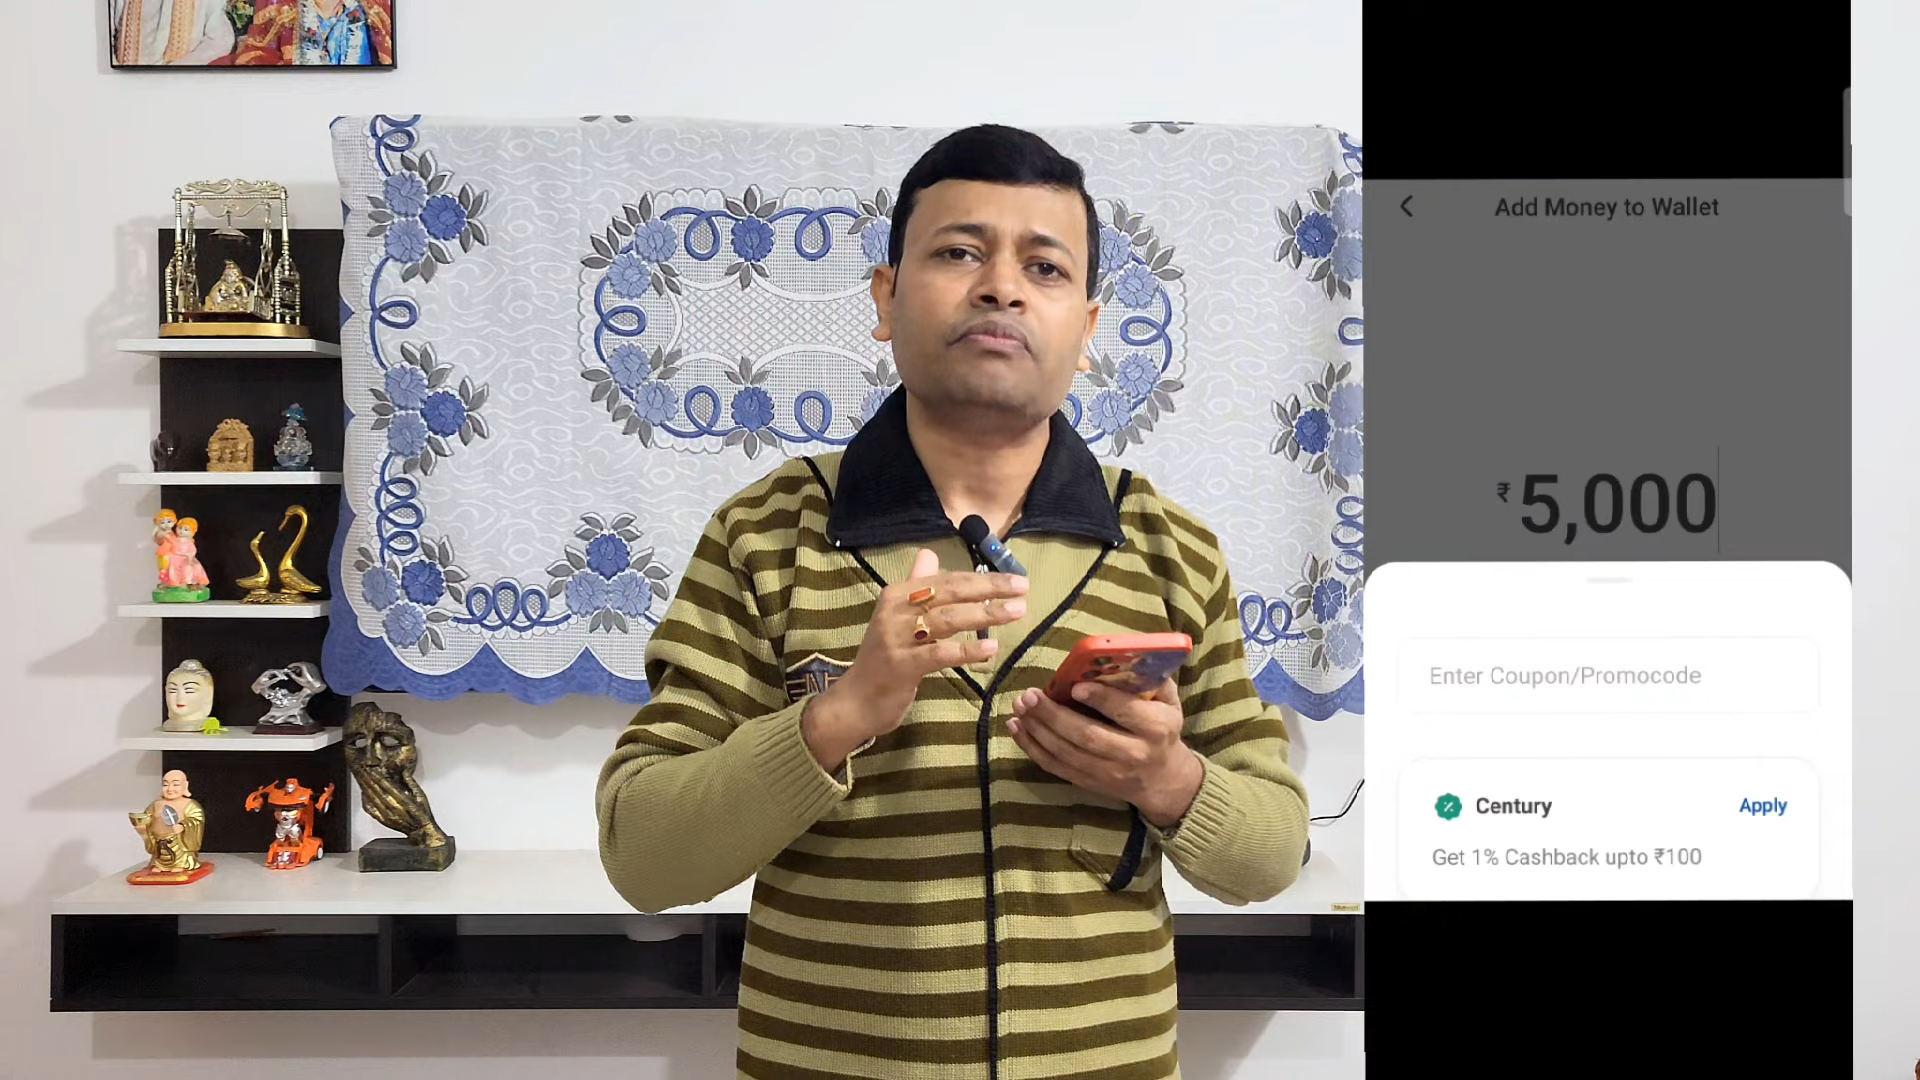 Add Money to Wallet
₹5,000
Enter Coupon/Promocode
Century
Apply
Get 1% Cashback upto ₹100